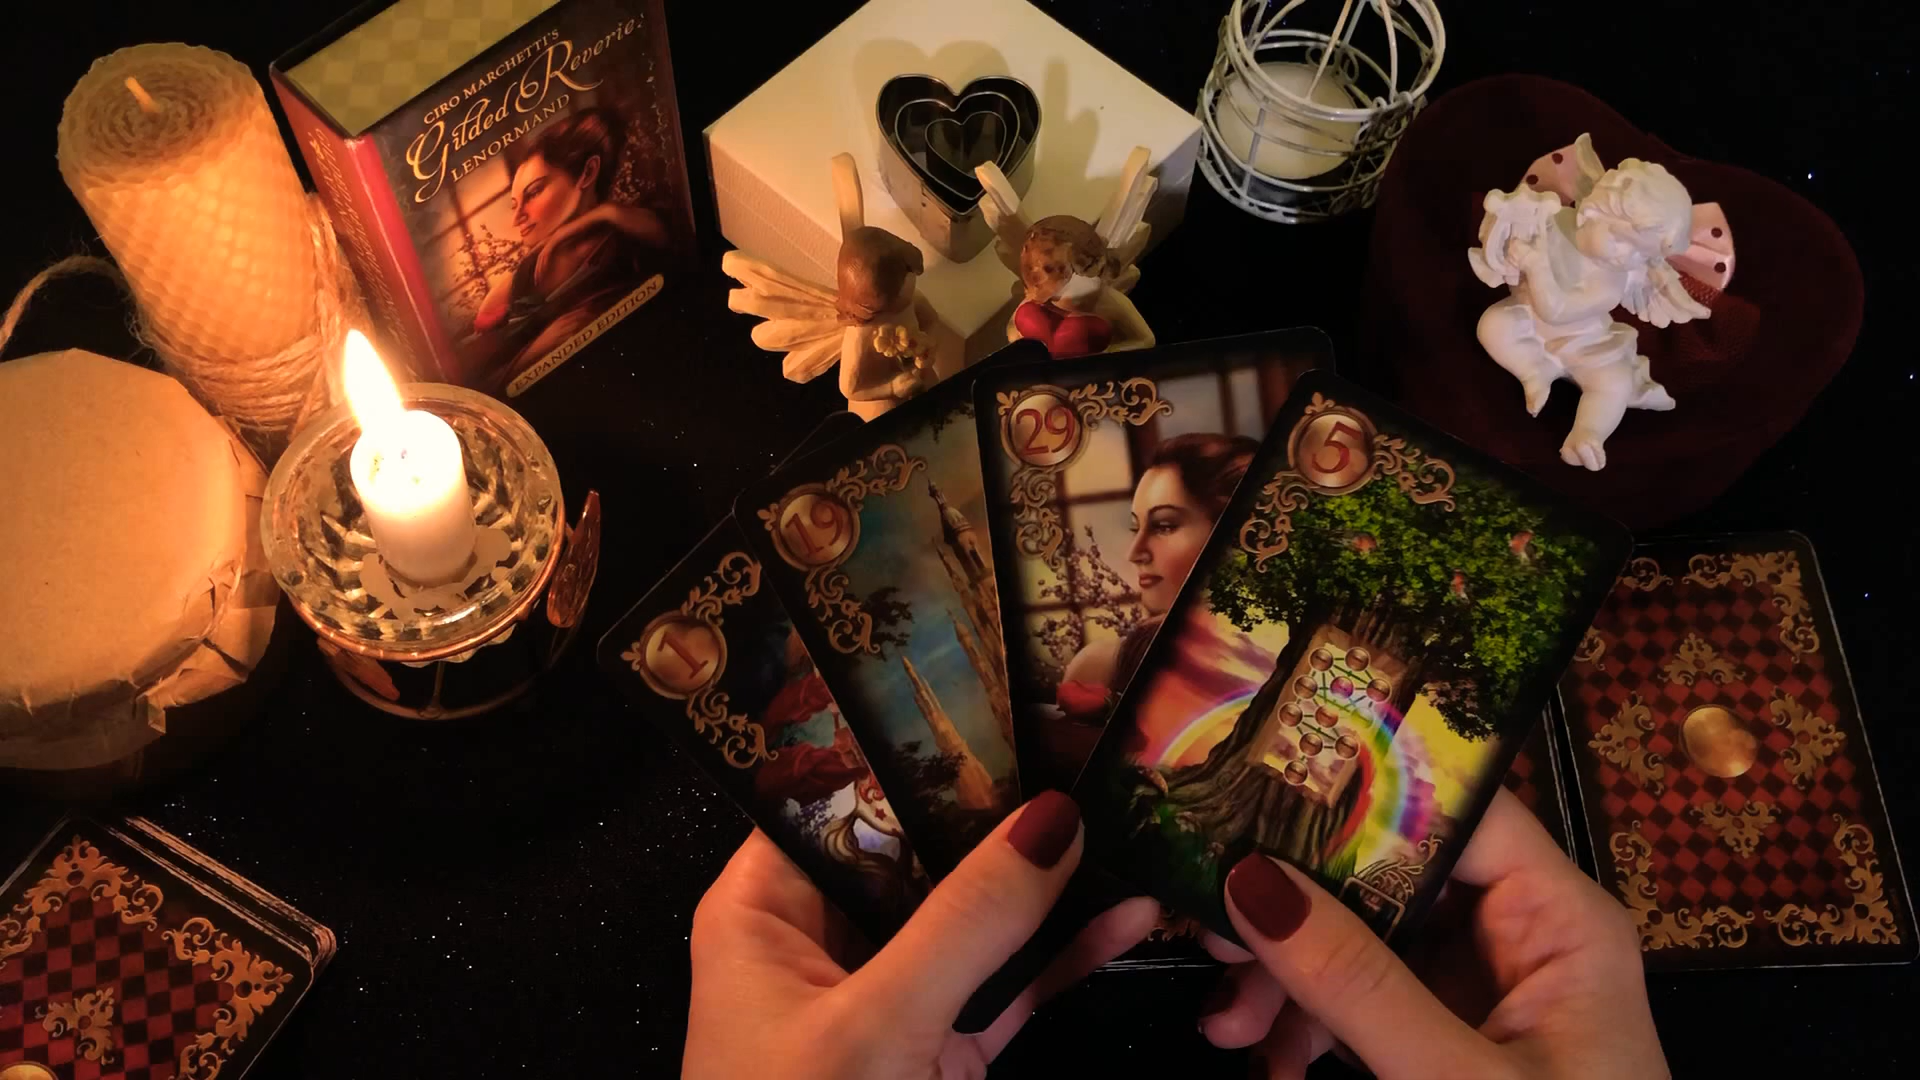 CIRO MARCHETTI'S
Gilded Reverie
LENORMAND
EXPANDED EDITION
1
19
29
5